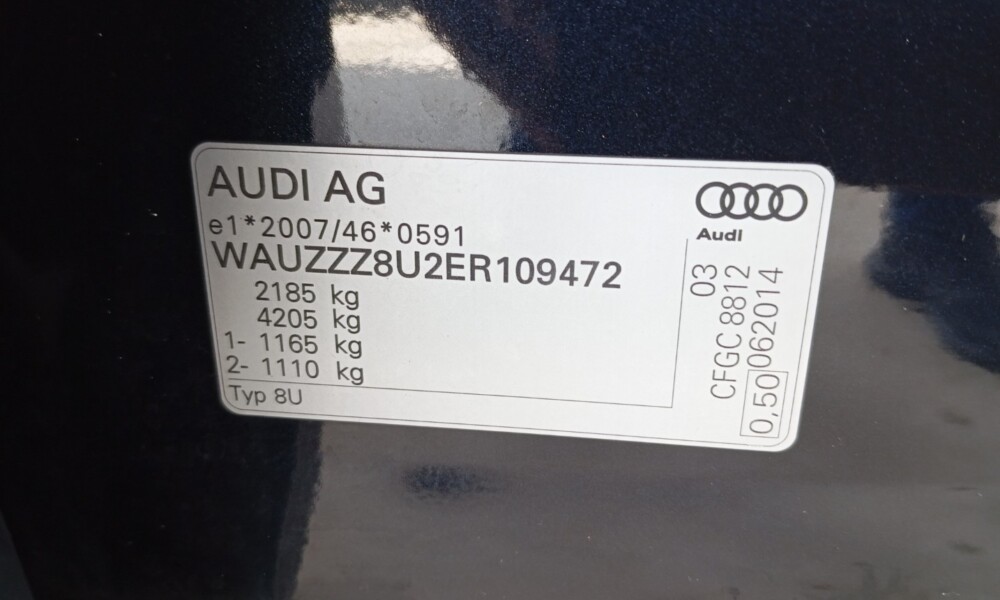 AUDI AG
e1*2007/46*0591
WAUZZZ8U2ER109472
2185 kg
4205 kg
1- 1165 kg
2- 1110 kg
Typ 8U
Audi
03
CFGC 8812
0,50 062014